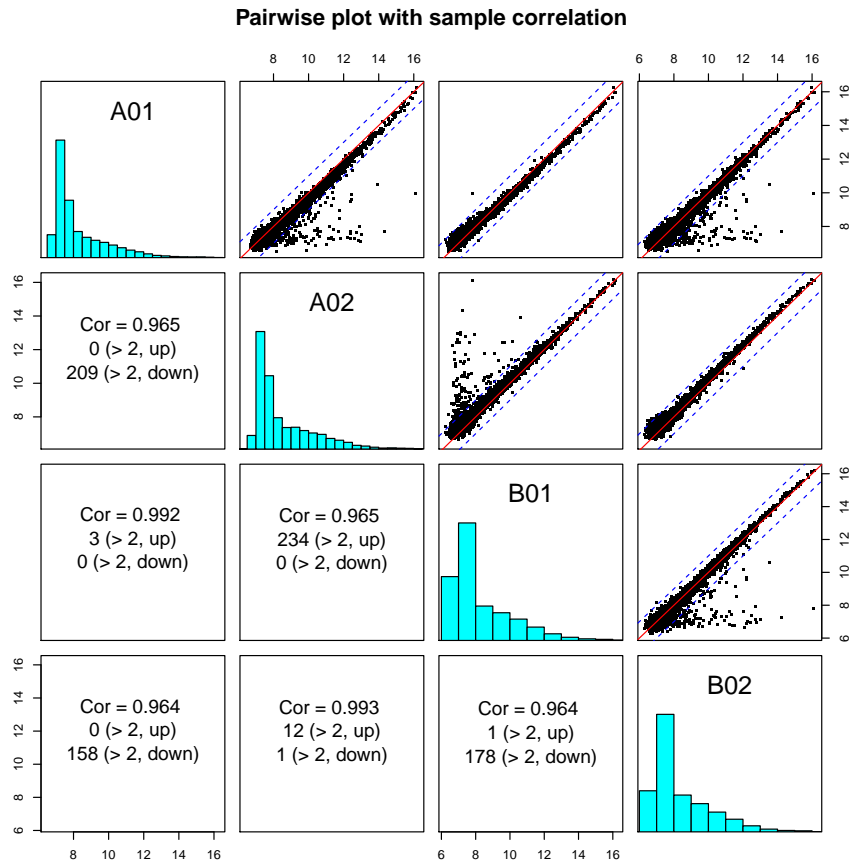 Pairwise plot with sample correlation
8 10 12 14 16
6 8 10 12 14 16
A01
8 10 12 14 16
8 10 12 14 16
Cor = 0.965
0 (> 2, up)
209 (> 2, down)
A02
Cor = 0.992
3 (> 2, up)
0 (> 2, down)
Cor = 0.965
234 (> 2, up)
0 (> 2, down)
B01
6 8 10 12 14 16
6 8 10 12 14 16
Cor = 0.964
0 (> 2, up)
158 (> 2, down)
Cor = 0.993
12 (> 2, up)
1 (> 2, down)
Cor = 0.964
1 (> 2, up)
178 (> 2, down)
B02
8 10 12 14 16
6 8 10 12 14 16